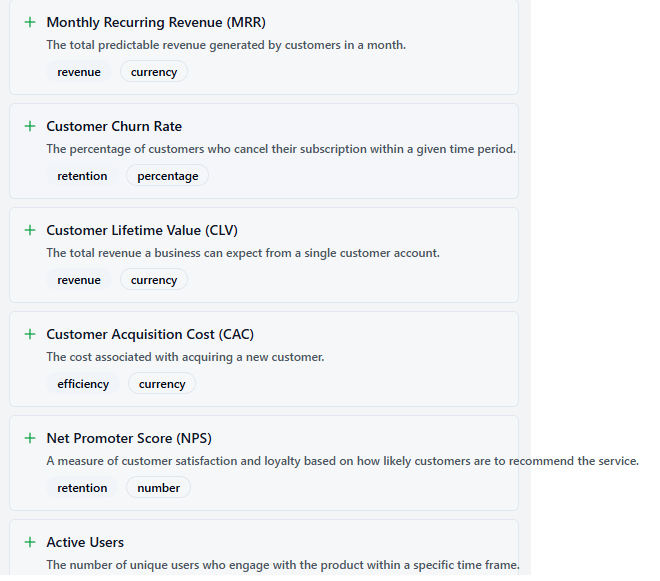 Monthly Recurring Revenue (MRR)
The total predictable revenue generated by customers in a month.
revenue currency
Customer Churn Rate
The percentage of customers who cancel their subscription within a given time period.
retention percentage
Customer Lifetime Value (CLV)
The total revenue a business can expect from a single customer account.
revenue currency
Customer Acquisition Cost (CAC)
The cost associated with acquiring a new customer.
efficiency currency
Net Promoter Score (NPS)
A measure of customer satisfaction and loyalty based on how likely customers are to recommend the service.
retention number
Active Users
The number of unique users who engage with the product within a specific time frame.